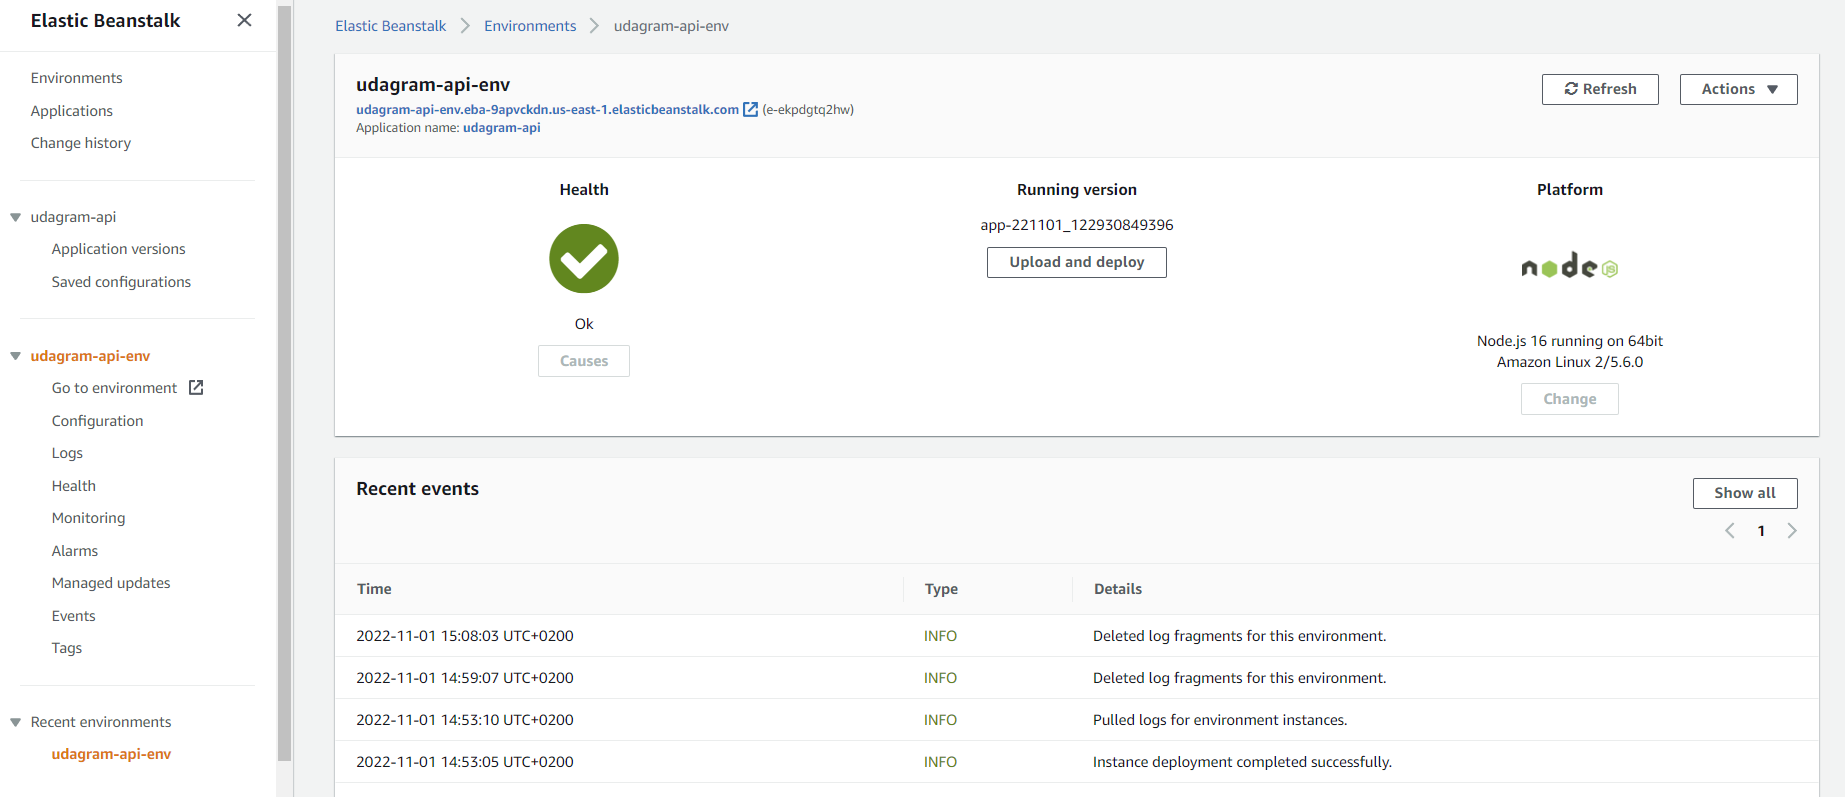 Elastic Beanstalk
Environments
Applications
Change history
udagram-api
Application versions
Saved configurations
udagram-api-env
Go to environment
Configuration
Logs
Health
Monitoring
Alarms
Managed updates
Events
Tags
Recent environments
udagram-api-env
Elastic Beanstalk Environments udagram-api-env
udagram-api-env
udagram-api-env.eba-9apvckdn.us-east-1.elasticbeanstalk.com (e-ekpdgtq2hw)
Application name: udagram-api
Refresh
Actions
Health
Ok
Causes
Running version
app-221101_122930849396
Upload and deploy
Platform
node JS
Node.js 16 running on 64bit
Amazon Linux 2/5.6.0
Change
Recent events
Show all
1
Time Type Details
2022-11-01 15:08:03 UTC+0200 INFO Deleted log fragments for this environment.
2022-11-01 14:59:07 UTC+0200 INFO Deleted log fragments for this environment.
2022-11-01 14:53:10 UTC+0200 INFO Pulled logs for environment instances.
2022-11-01 14:53:05 UTC+0200 INFO Instance deployment completed successfully.